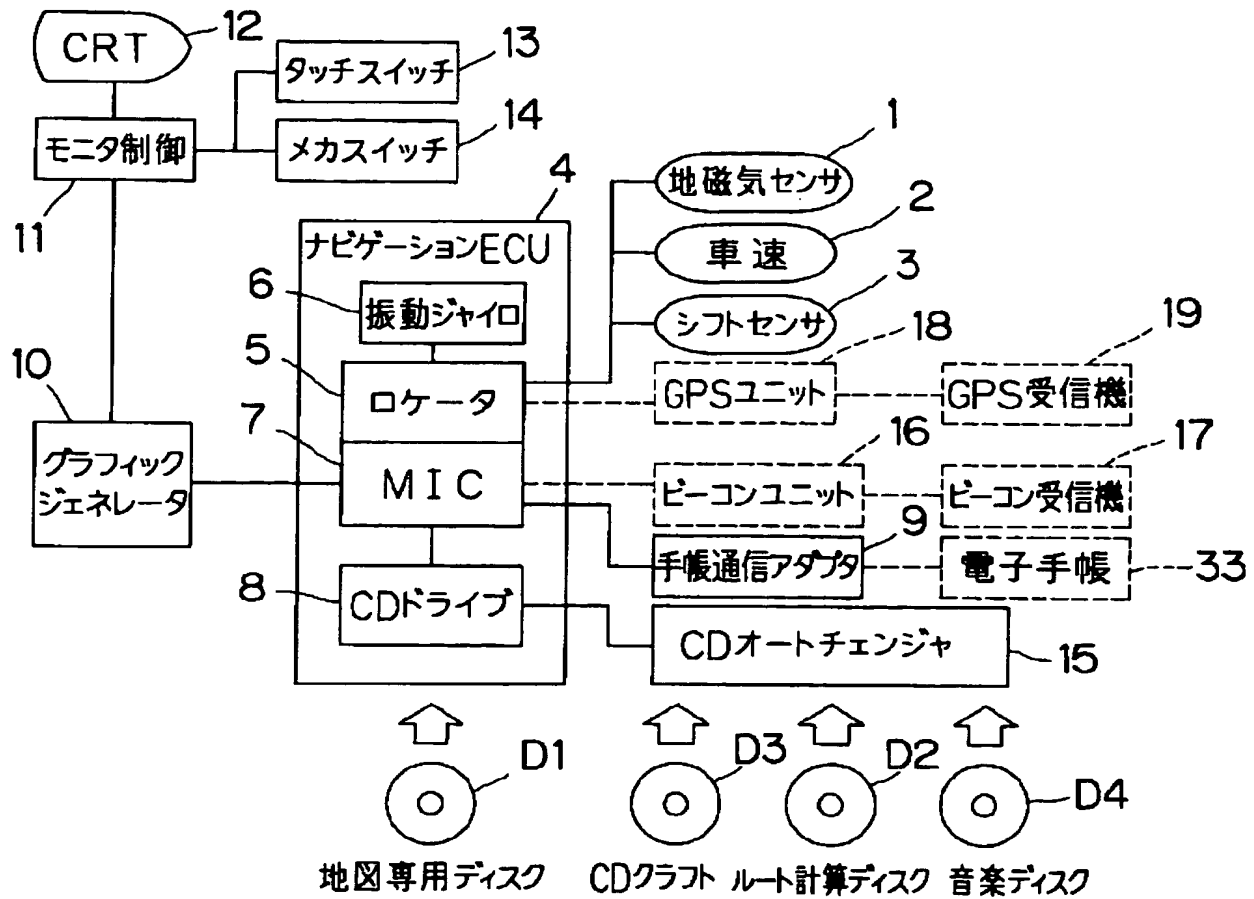 CRT
12
タッチスイッチ
13
モニタ制御
11
メカスイッチ
14
4
ナビゲーションECU
6
振動ジャイロ
5
ロケータ
7
MIC
8
CDドライブ
10
グラフィック
ジェネレータ
1
地磁気センサ
2
車速
3
シフトセンサ
18
GPSユニット
19
GPS受信機
16
ビーコンユニット
17
ビーコン受信機
9
手帳通信アダプタ
電子手帳
33
CDオートチェンジャ
15
D1
D3
D2
D4
地図専用ディスク
CDクラフト
ルート計算ディスク
音楽ディスク